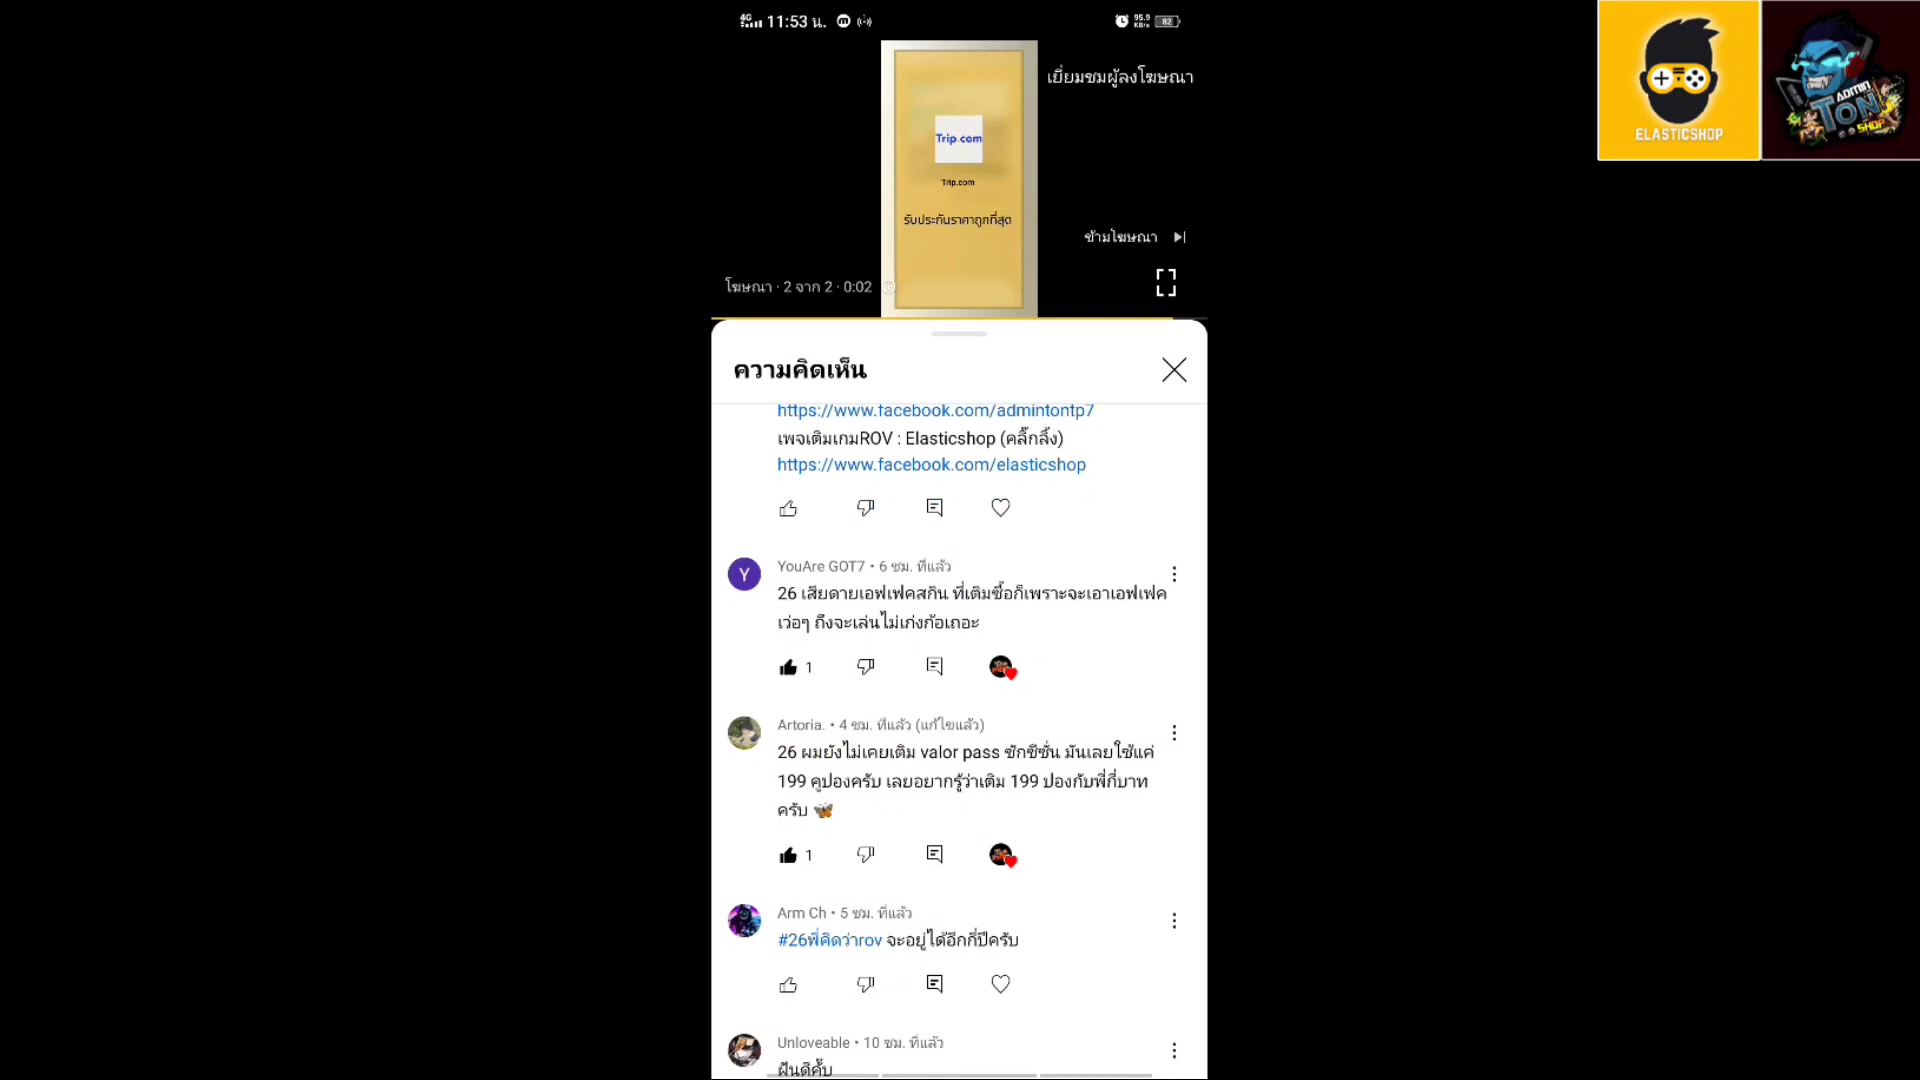 4G 11:53 น.
95.9 KB/s 82
เยี่ยมชมผู้ลงโฆษณา
ELASTICSHOP
ADMIN
TON
SHOP
Trip.com
Trip.com
รับประกันราคาถูกที่สุด
ข้ามโฆษณา
โฆษณา · 2 จาก 2 · 0:02
ความคิดเห็น
https://www.facebook.com/admintontp7
เพจเติมเกมROV : Elasticshop (คลิ๊กลิ้ง)
https://www.facebook.com/elasticshop
Y
YouAre GOT7 • 6 ชม. ที่แล้ว
26 เสียดายเอฟเฟคสกิน ที่เติมซื้อก็เพราะจะเอาเอฟเฟค
เว่อๆ ถึงจะเล่นไม่เก่งก้อเถอะ
1
Artoria. • 4 ชม. ที่แล้ว (แก้ไขแล้ว)
26 ผมยังไม่เคยเติม valor pass ซักซีซั่น มันเลยใช้แค่
199 คูปองครับ เลยอยากรู้ว่าเติม 199 ปองกับพี่กี่บาท
ครับ 🦋
1
Arm Ch • 5 ชม. ที่แล้ว
#26พี่คิดว่าrov จะอยู่ได้อีกกี่ปีครับ
Unloveable • 10 ชม. ที่แล้ว
ฝันดีค้ับ